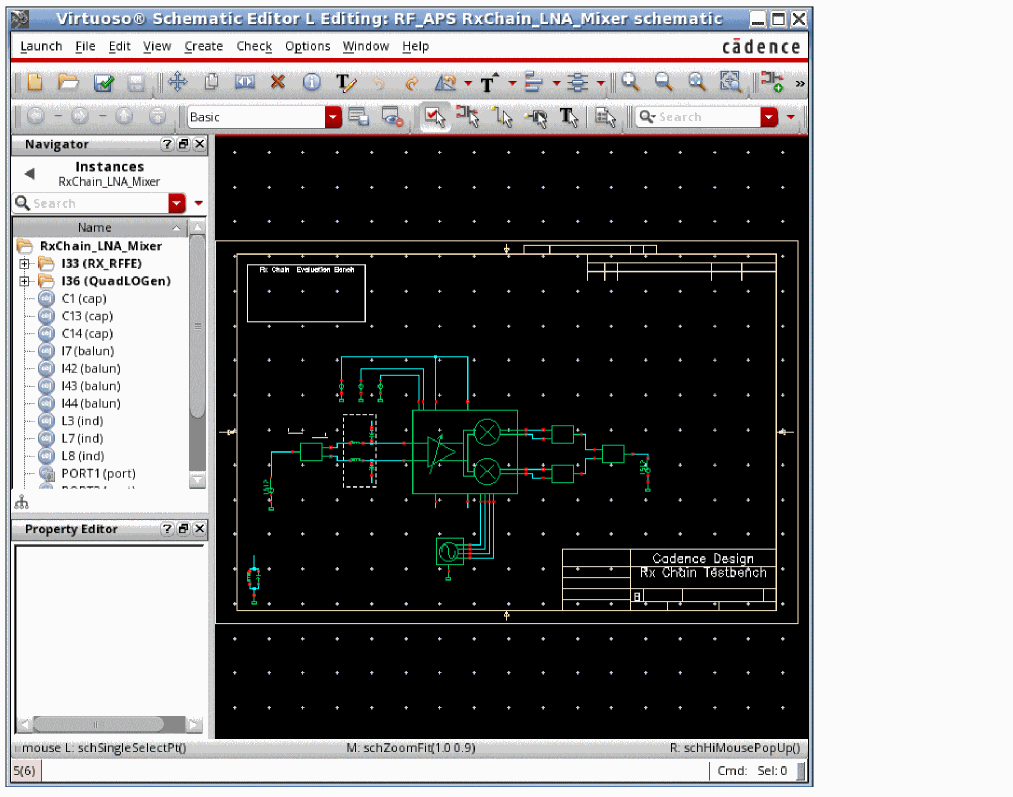 Virtuoso® Schematic Editor L Editing: RF_APS RxChain_LNA_Mixer schematic
Launch File Edit View Create Check Options Window Help
cādence
Basic
Search
Navigator
Instances
RxChain_LNA_Mixer
Search
Name
RxChain_LNA_Mixer
I33 (RX_RFFE)
I36 (QuadLOGen)
C1 (cap)
C13 (cap)
C14 (cap)
I7 (balun)
I42 (balun)
I43 (balun)
I44 (balun)
L3 (ind)
L7 (ind)
L8 (ind)
PORT1 (port)
Property Editor
Rx Chain Evaluation Bench
Cadence Design
Rx Chain Testbench
B
mouse L: schSingleSelectPt() M: schZoomFit(1.0 0.9) R: schHiMousePopUp()
5(6) Cmd: Sel: 0